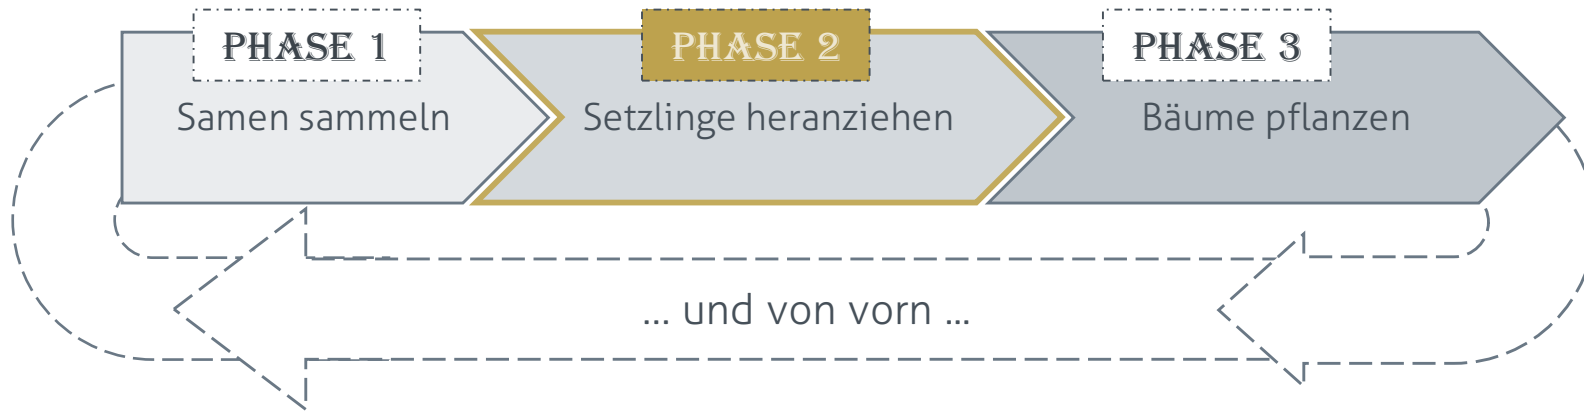 PHASE 1
Samen sammeln
PHASE 2
Setzlinge heranziehen
PHASE 3
Bäume pflanzen
... und von vorn ...